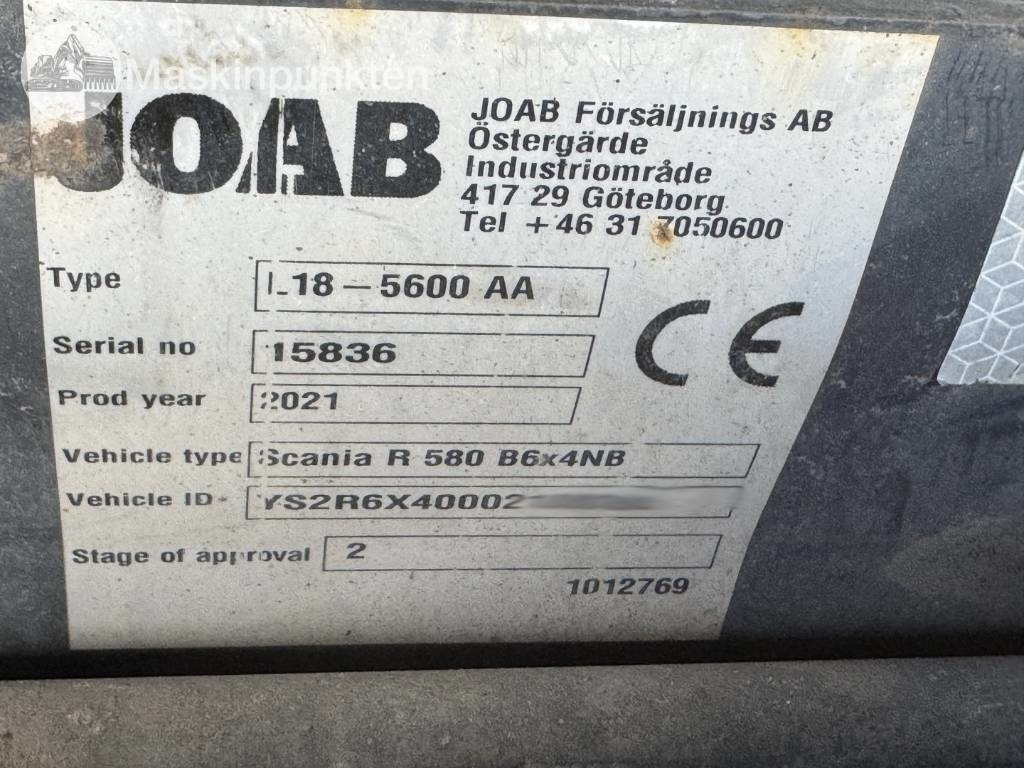 Maskinpunkten
JOAB
JOAB Försäljnings AB
Östergärde
Industriområde
417 29 Göteborg
Tel +46 31 7050600
Type L18 – 5600 AA
Serial no 15836
Prod year 2021
Vehicle type Scania R 580 B6x4NB
Vehicle ID YS2R6X40002
Stage of approval 2
1012769
CE